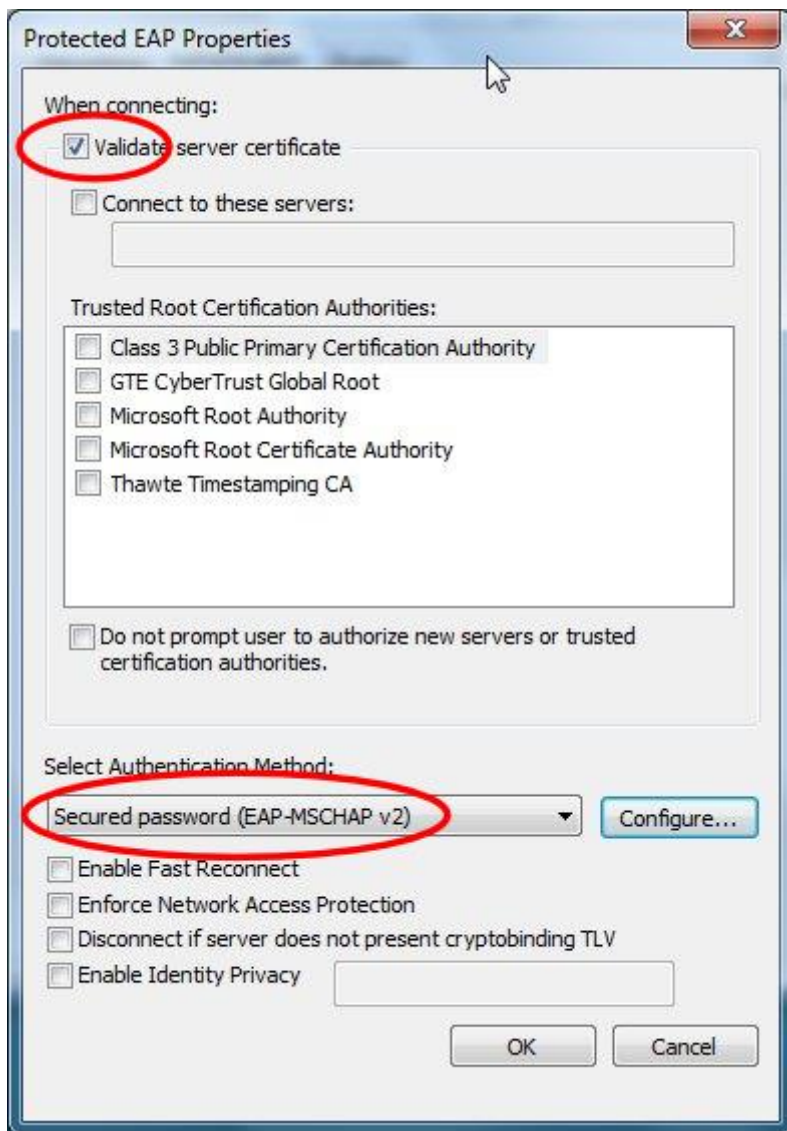 Protected EAP Properties
When connecting:
Validate server certificate
Connect to these servers:
Trusted Root Certification Authorities:
Class 3 Public Primary Certification Authority
GTE CyberTrust Global Root
Microsoft Root Authority
Microsoft Root Certificate Authority
Thawte Timestamping CA
Do not prompt user to authorize new servers or trusted
certification authorities.
Select Authentication Method:
Secured password (EAP-MSCHAP v2) Configure...
Enable Fast Reconnect
Enforce Network Access Protection
Disconnect if server does not present cryptobinding TLV
Enable Identity Privacy
OK Cancel